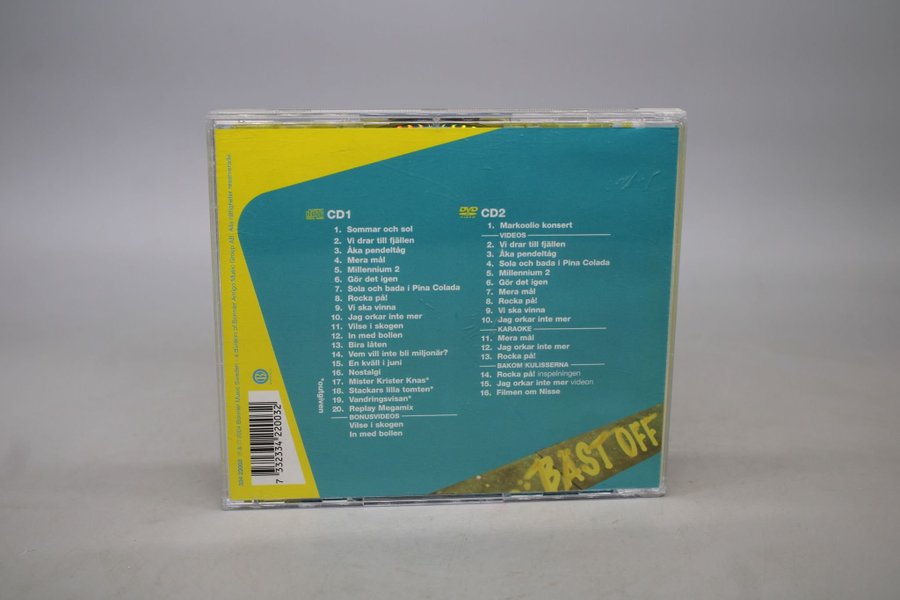 CD1
1. Sommar och sol
2. Vi drar till fjällen
3. Åka pendeltåg
4. Mera mål
5. Millennium 2
6. Gör det igen
7. Sola och bada i Pina Colada
8. Rocka på!
9. Vi ska vinna
10. Jag orkar inte mer
11. Vilse i skogen
12. In med bollen
13. Bira låten
14. Vem vill inte bli miljonär?
15. En kväll i juni
16. Nostalgi
17. Mister Krister Knas*
18. Stackars lilla tomten*
19. Vandringsvisan*
20. Replay Megamix
BONUSVIDEOS
Vilse i skogen
In med bollen
*outgiven
DVD
CD2
1. Markoolio konsert
VIDEOS
2. Vi drar till fjällen
3. Åka pendeltåg
4. Sola och bada i Pina Colada
5. Millennium 2
6. Gör det igen
7. Mera mål
8. Rocka på!
9. Vi ska vinna
10. Jag orkar inte mer
KARAOKE
11. Mera mål
12. Jag orkar inte mer
13. Rocka på!
BAKOM KULISSERNA
14. Rocka på! inspelningen
15. Jag orkar inte mer videon
16. Filmen om Nisse
BÄST OFF
7 332334 220032